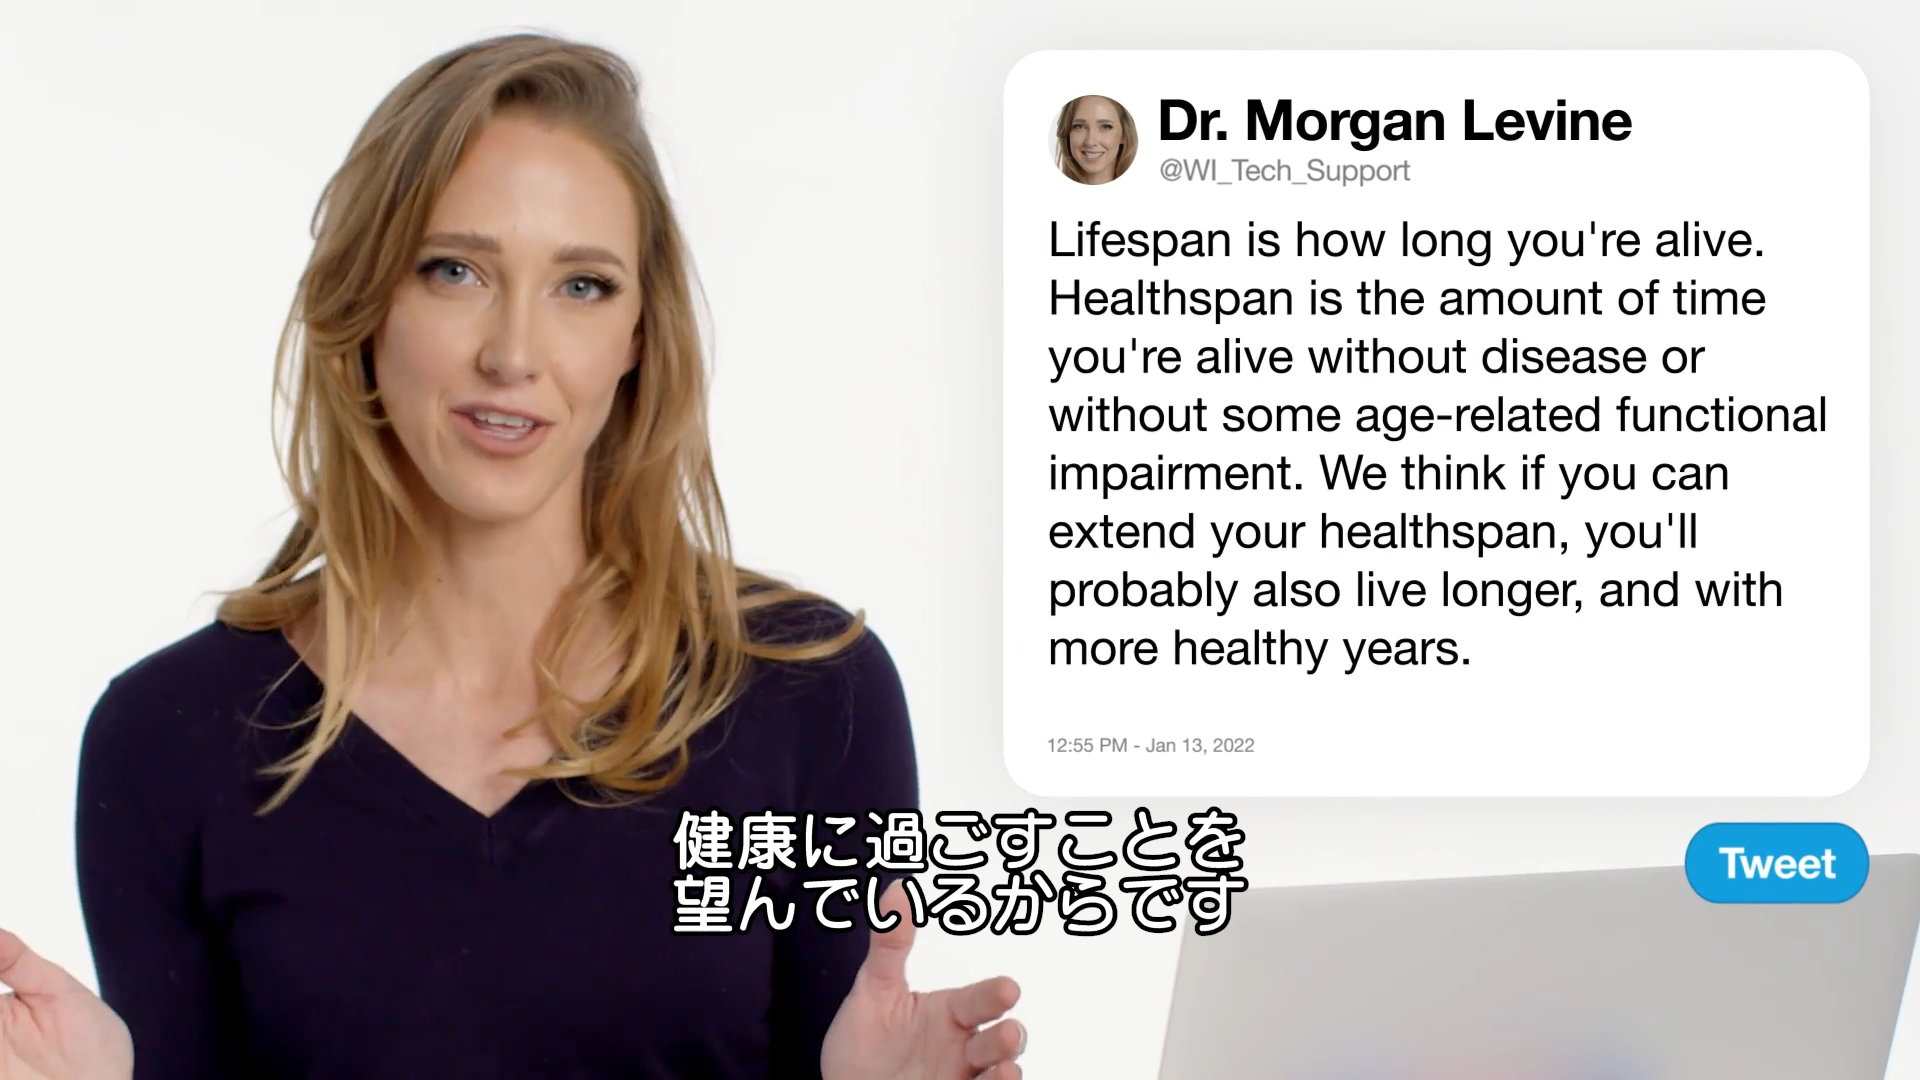 Dr. Morgan Levine
@WI_Tech_Support
Lifespan is how long you're alive.
Healthspan is the amount of time
you're alive without disease or
without some age-related functional
impairment. We think if you can
extend your healthspan, you'll
probably also live longer, and with
more healthy years.
12:55 PM - Jan 13, 2022
健康に過ごすことを
望んでいるからです
Tweet